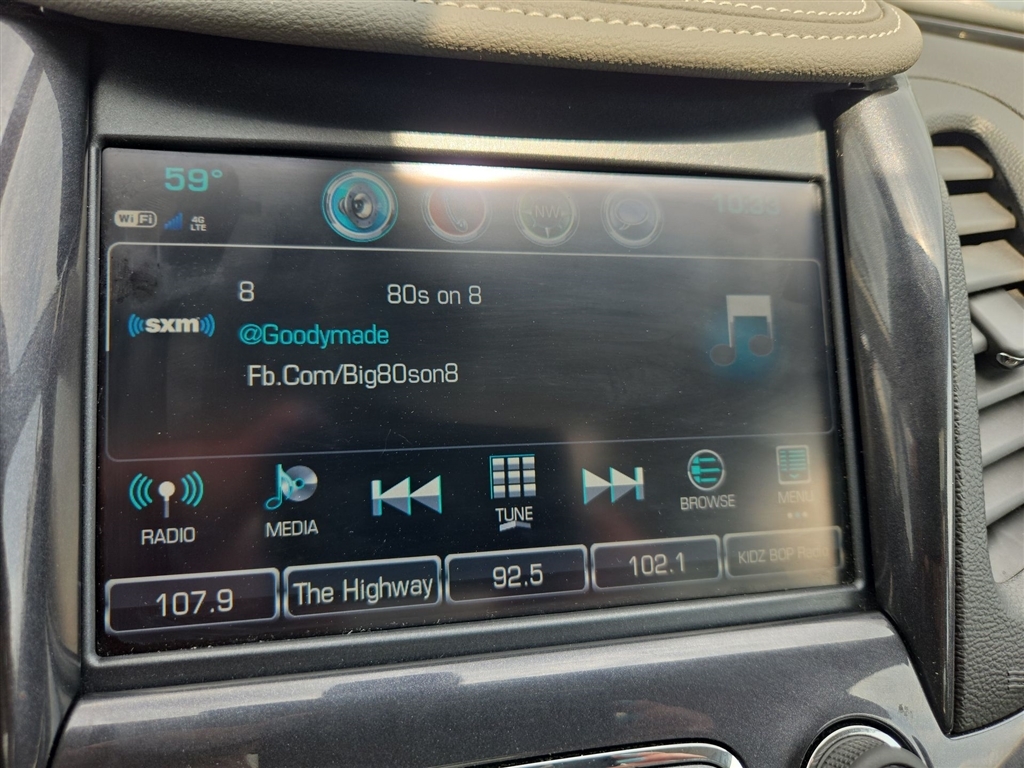 59°
WiFi
4G
LTE
NW
8
80s on 8
sxm
@Goodymade
Fb.Com/Big80son8
RADIO
MEDIA
TUNE
BROWSE
MENU
107.9
The Highway
92.5
102.1
KIDZ BOP Radio